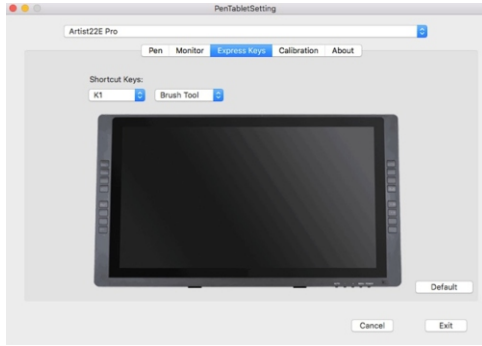 PenTabletSetting
Artist22E Pro
Pen Monitor Express Keys Calibration About
Shortcut Keys:
K1 Brush Tool
Default
Cancel Exit